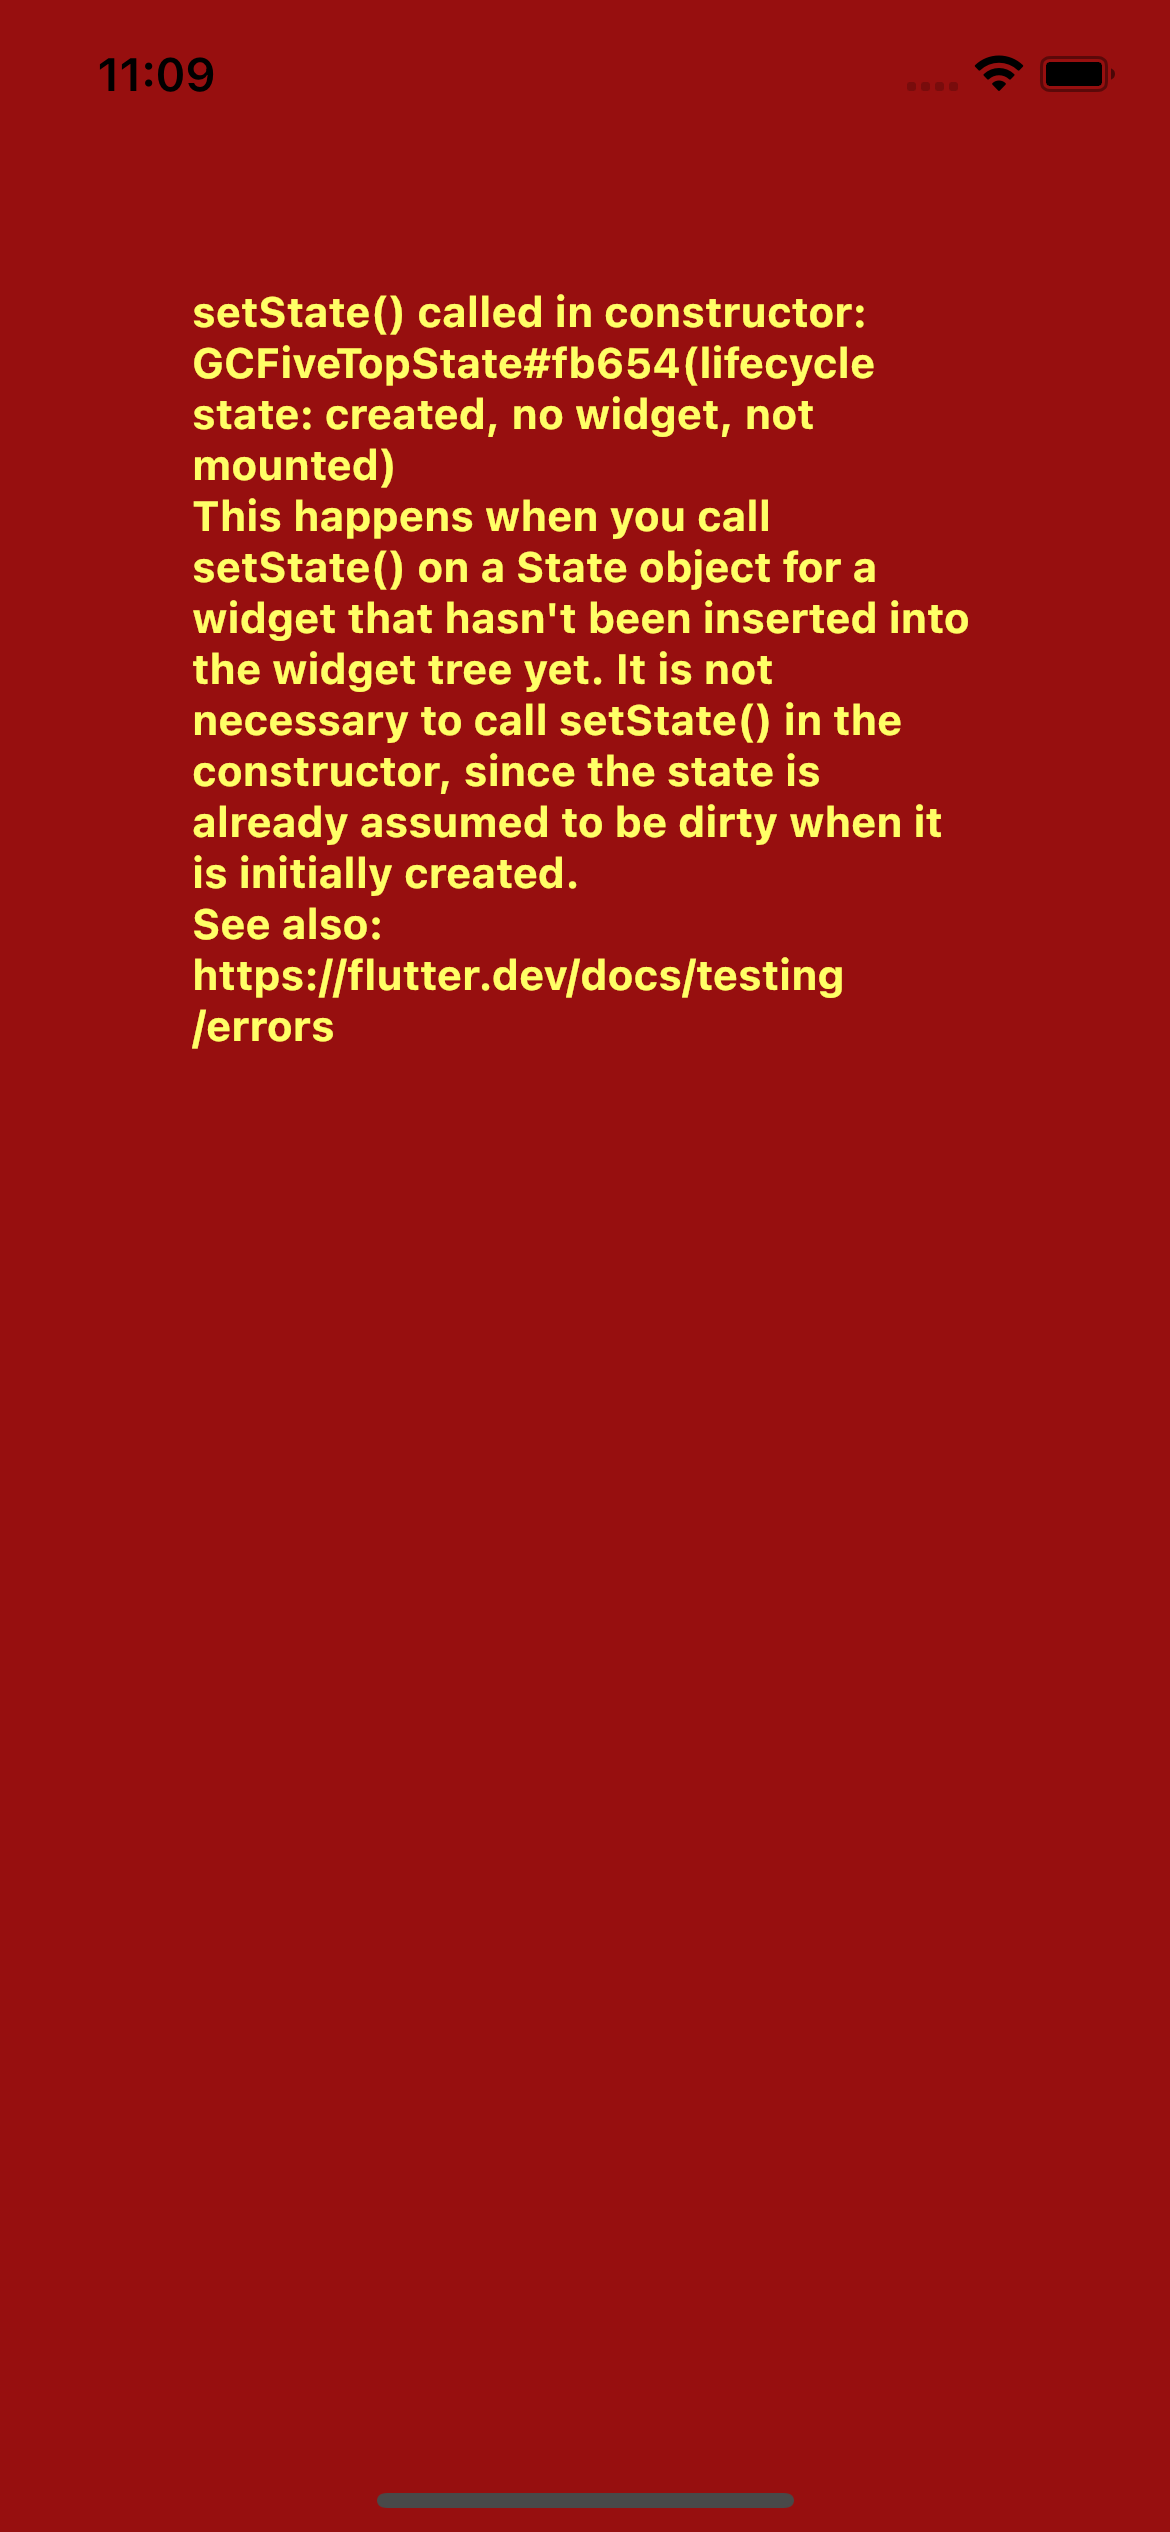 11:09
setState() called in constructor:
GCFiveTopState#fb654(lifecycle
state: created, no widget, not
mounted)
This happens when you call
setState() on a State object for a
widget that hasn't been inserted into
the widget tree yet. It is not
necessary to call setState() in the
constructor, since the state is
already assumed to be dirty when it
is initially created.
See also:
https://flutter.dev/docs/testing
/errors